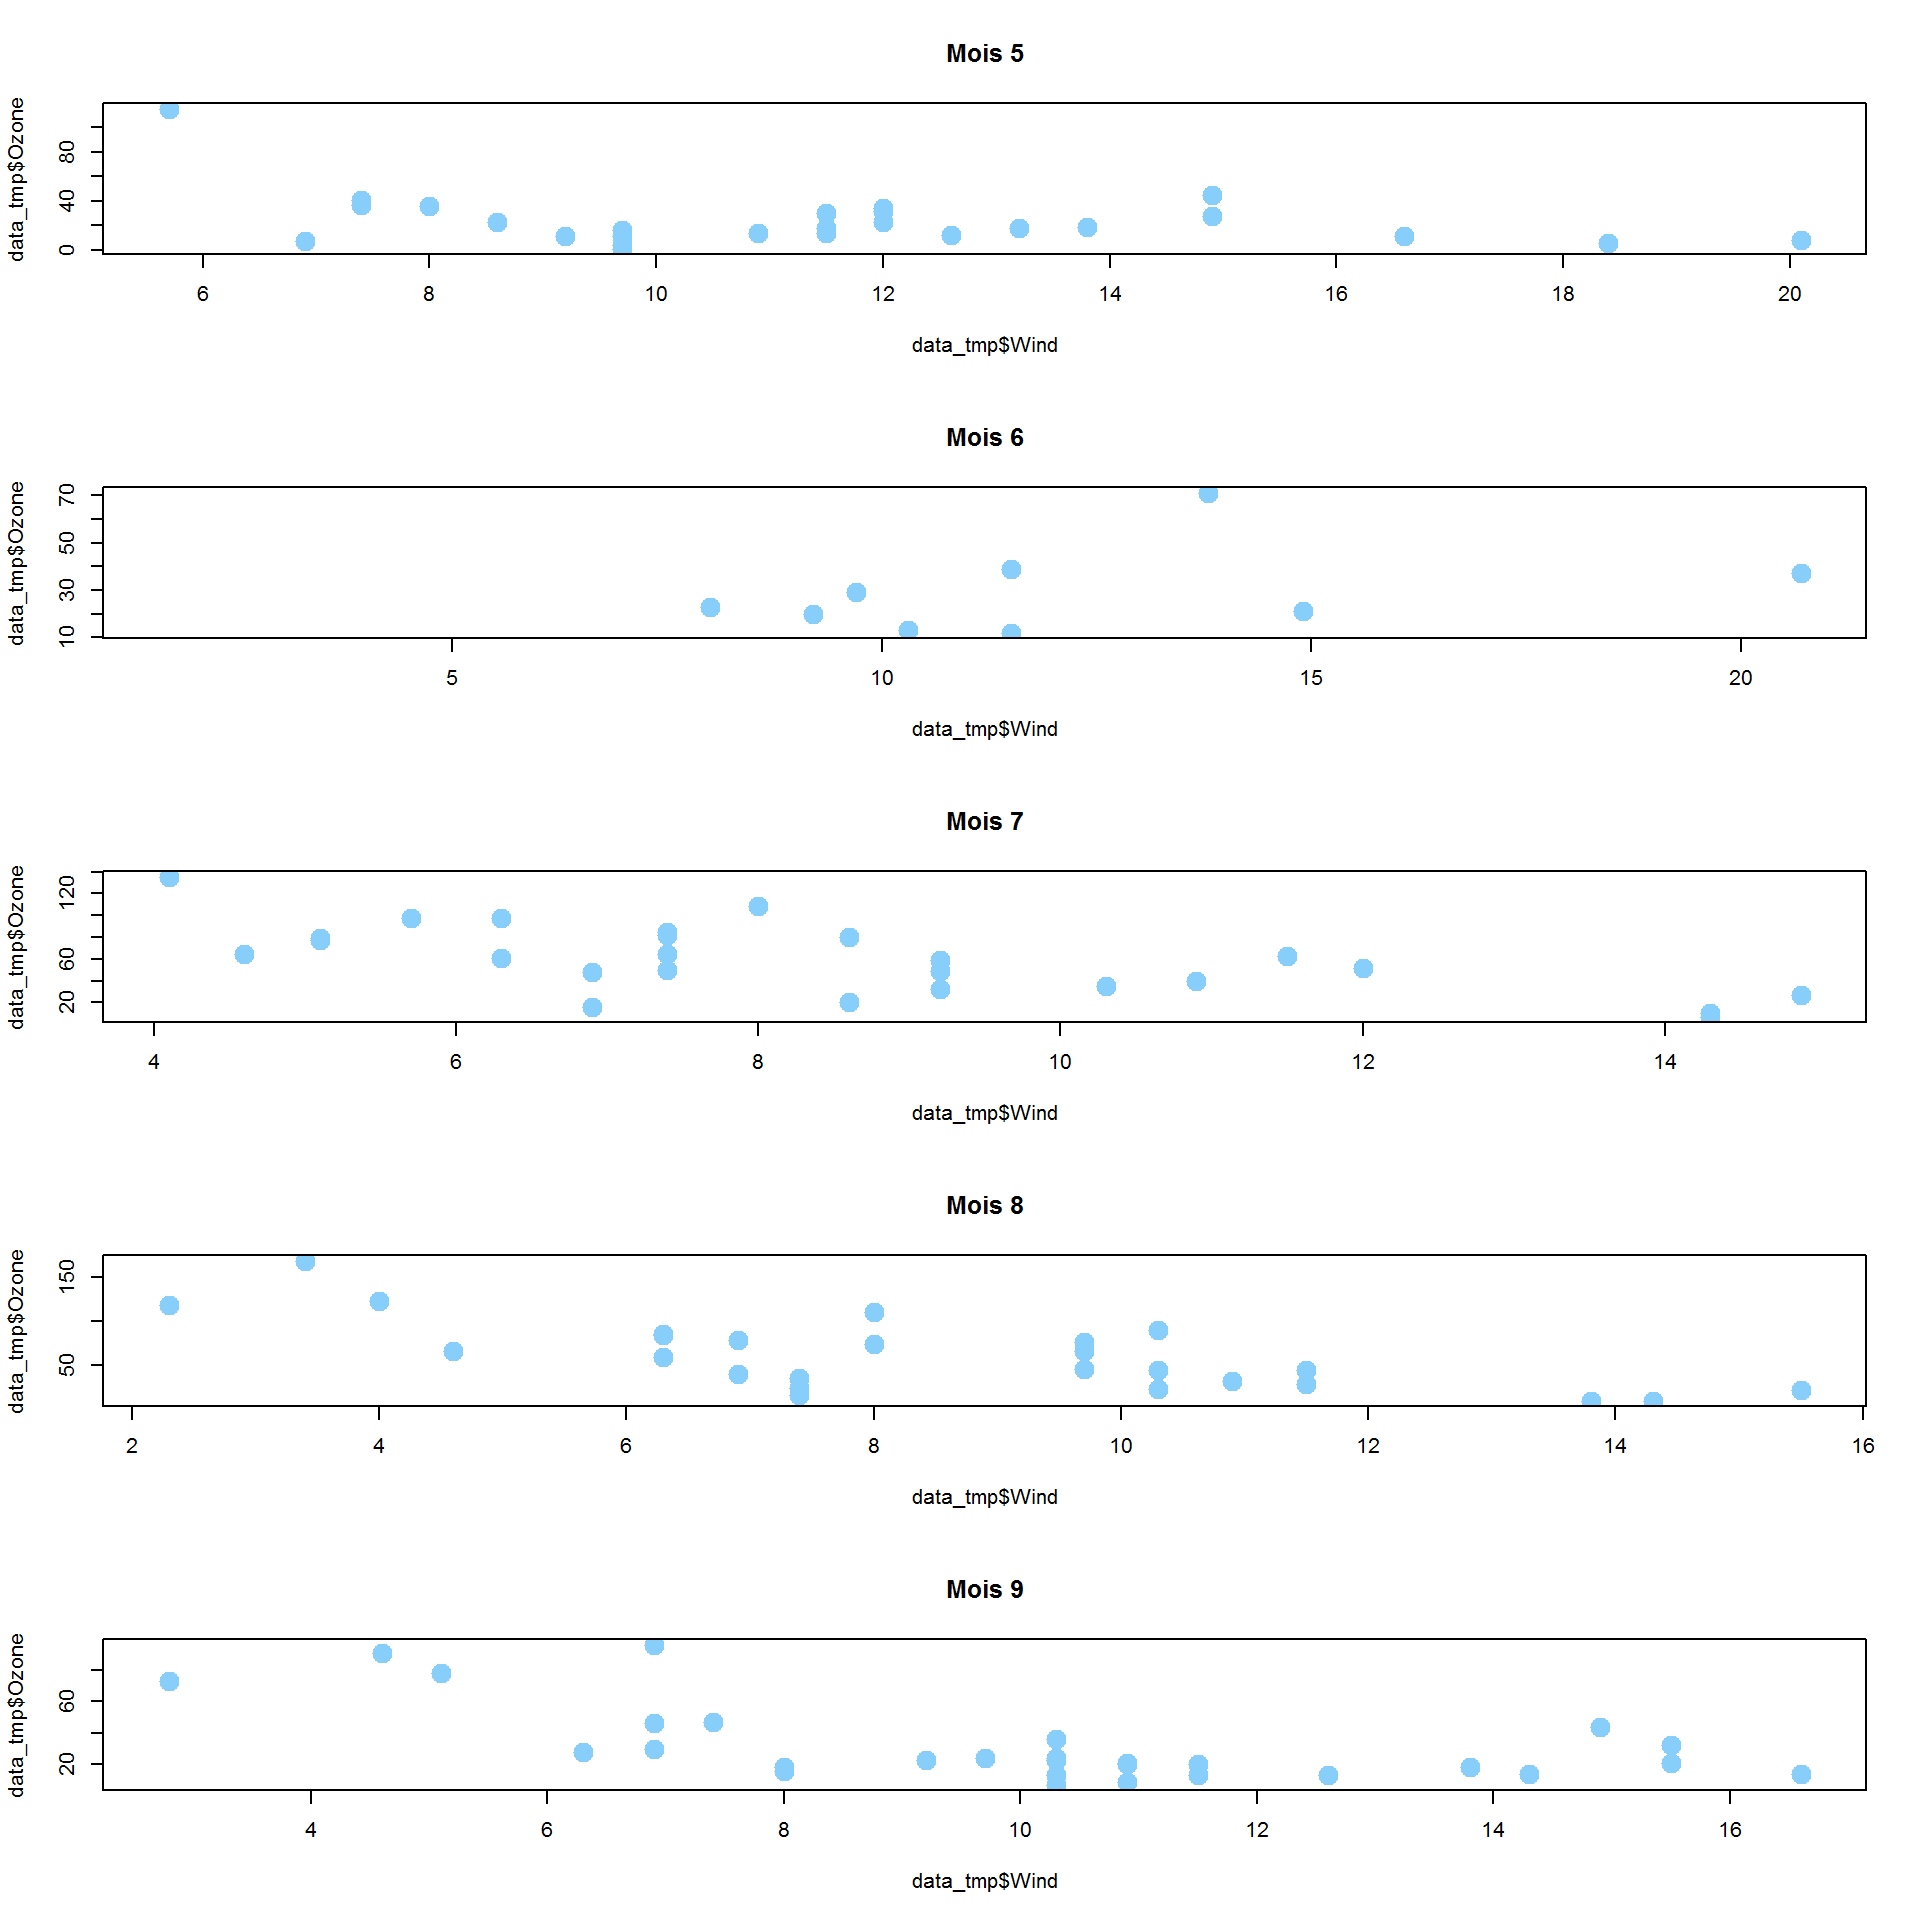 Mois 5
data_tmp$Ozone
80
40
0
6 8 10 12 14 16 18 20
data_tmp$Wind
Mois 6
data_tmp$Ozone
70
50
30
10
5 10 15 20
data_tmp$Wind
Mois 7
data_tmp$Ozone
120
60
20
4 6 8 10 12 14
data_tmp$Wind
Mois 8
data_tmp$Ozone
150
50
2 4 6 8 10 12 14 16
data_tmp$Wind
Mois 9
data_tmp$Ozone
60
20
4 6 8 10 12 14 16
data_tmp$Wind